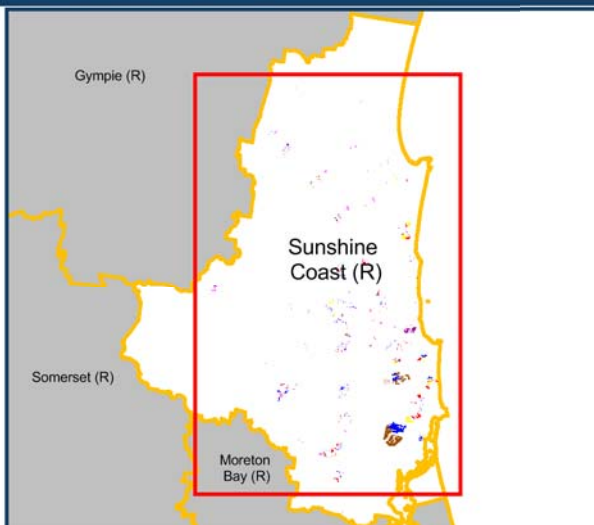 Gympie (R)
Sunshine
Coast (R)
Somerset (R)
Moreton
Bay (R)